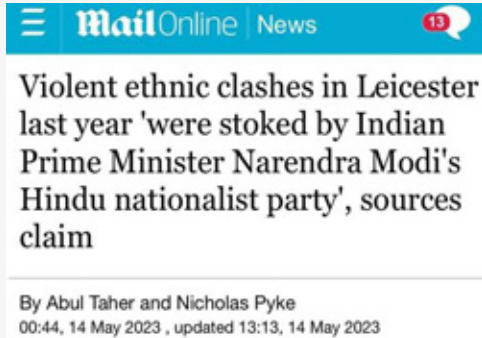 MailOnline News
13
Violent ethnic clashes in Leicester
last year 'were stoked by Indian
Prime Minister Narendra Modi's
Hindu nationalist party', sources
claim
By Abul Taher and Nicholas Pyke
00:44, 14 May 2023 , updated 13:13, 14 May 2023